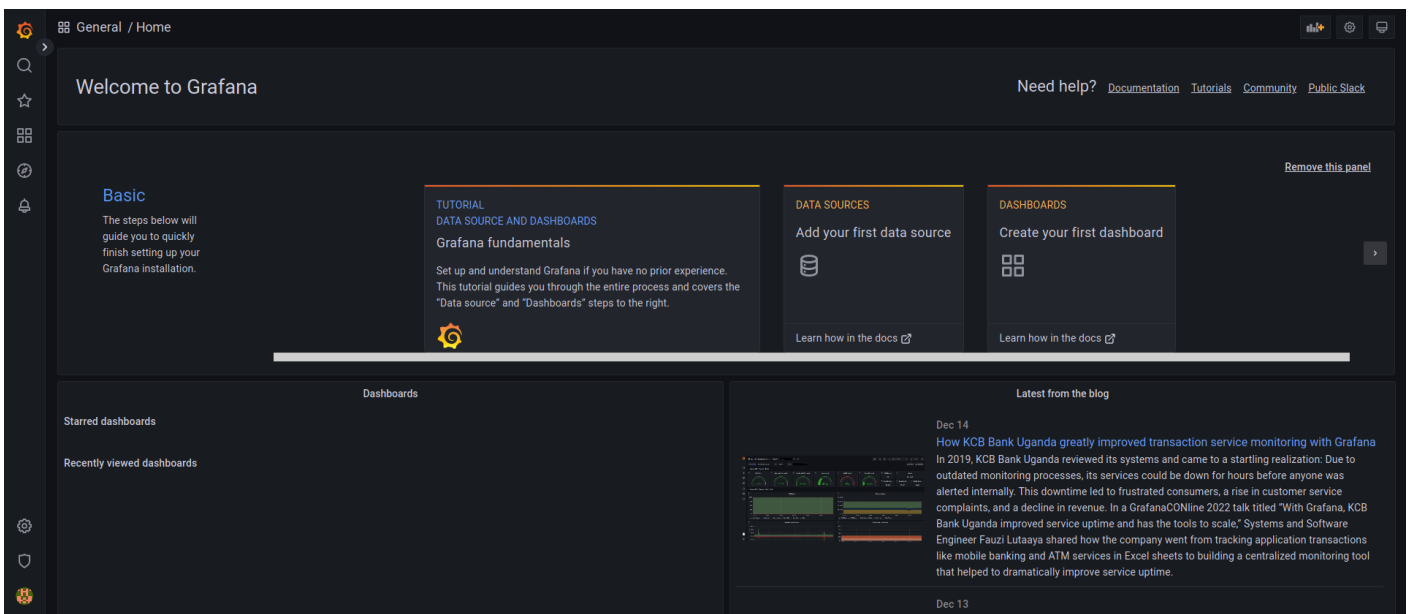 General / Home
Welcome to Grafana
Need help? Documentation Tutorials Community Public Slack
Remove this panel
Basic
The steps below will
guide you to quickly
finish setting up your
Grafana installation.
TUTORIAL
DATA SOURCE AND DASHBOARDS
Grafana fundamentals
Set up and understand Grafana if you have no prior experience.
This tutorial guides you through the entire process and covers the
"Data source" and "Dashboards" steps to the right.
DATA SOURCES
Add your first data source
Learn how in the docs
DASHBOARDS
Create your first dashboard
Learn how in the docs
Dashboards
Starred dashboards
Recently viewed dashboards
Latest from the blog
Dec 14
How KCB Bank Uganda greatly improved transaction service monitoring with Grafana
In 2019, KCB Bank Uganda reviewed its systems and came to a startling realization: Due to
outdated monitoring processes, its services could be down for hours before anyone was
alerted internally. This downtime led to frustrated consumers, a rise in customer service
complaints, and a decline in revenue. In a GrafanaCONline 2022 talk titled "With Grafana, KCB
Bank Uganda improved service uptime and has the tools to scale," Systems and Software
Engineer Fauzi Lutaaya shared how the company went from tracking application transactions
like mobile banking and ATM services in Excel sheets to building a centralized monitoring tool
that helped to dramatically improve service uptime.
Dec 13